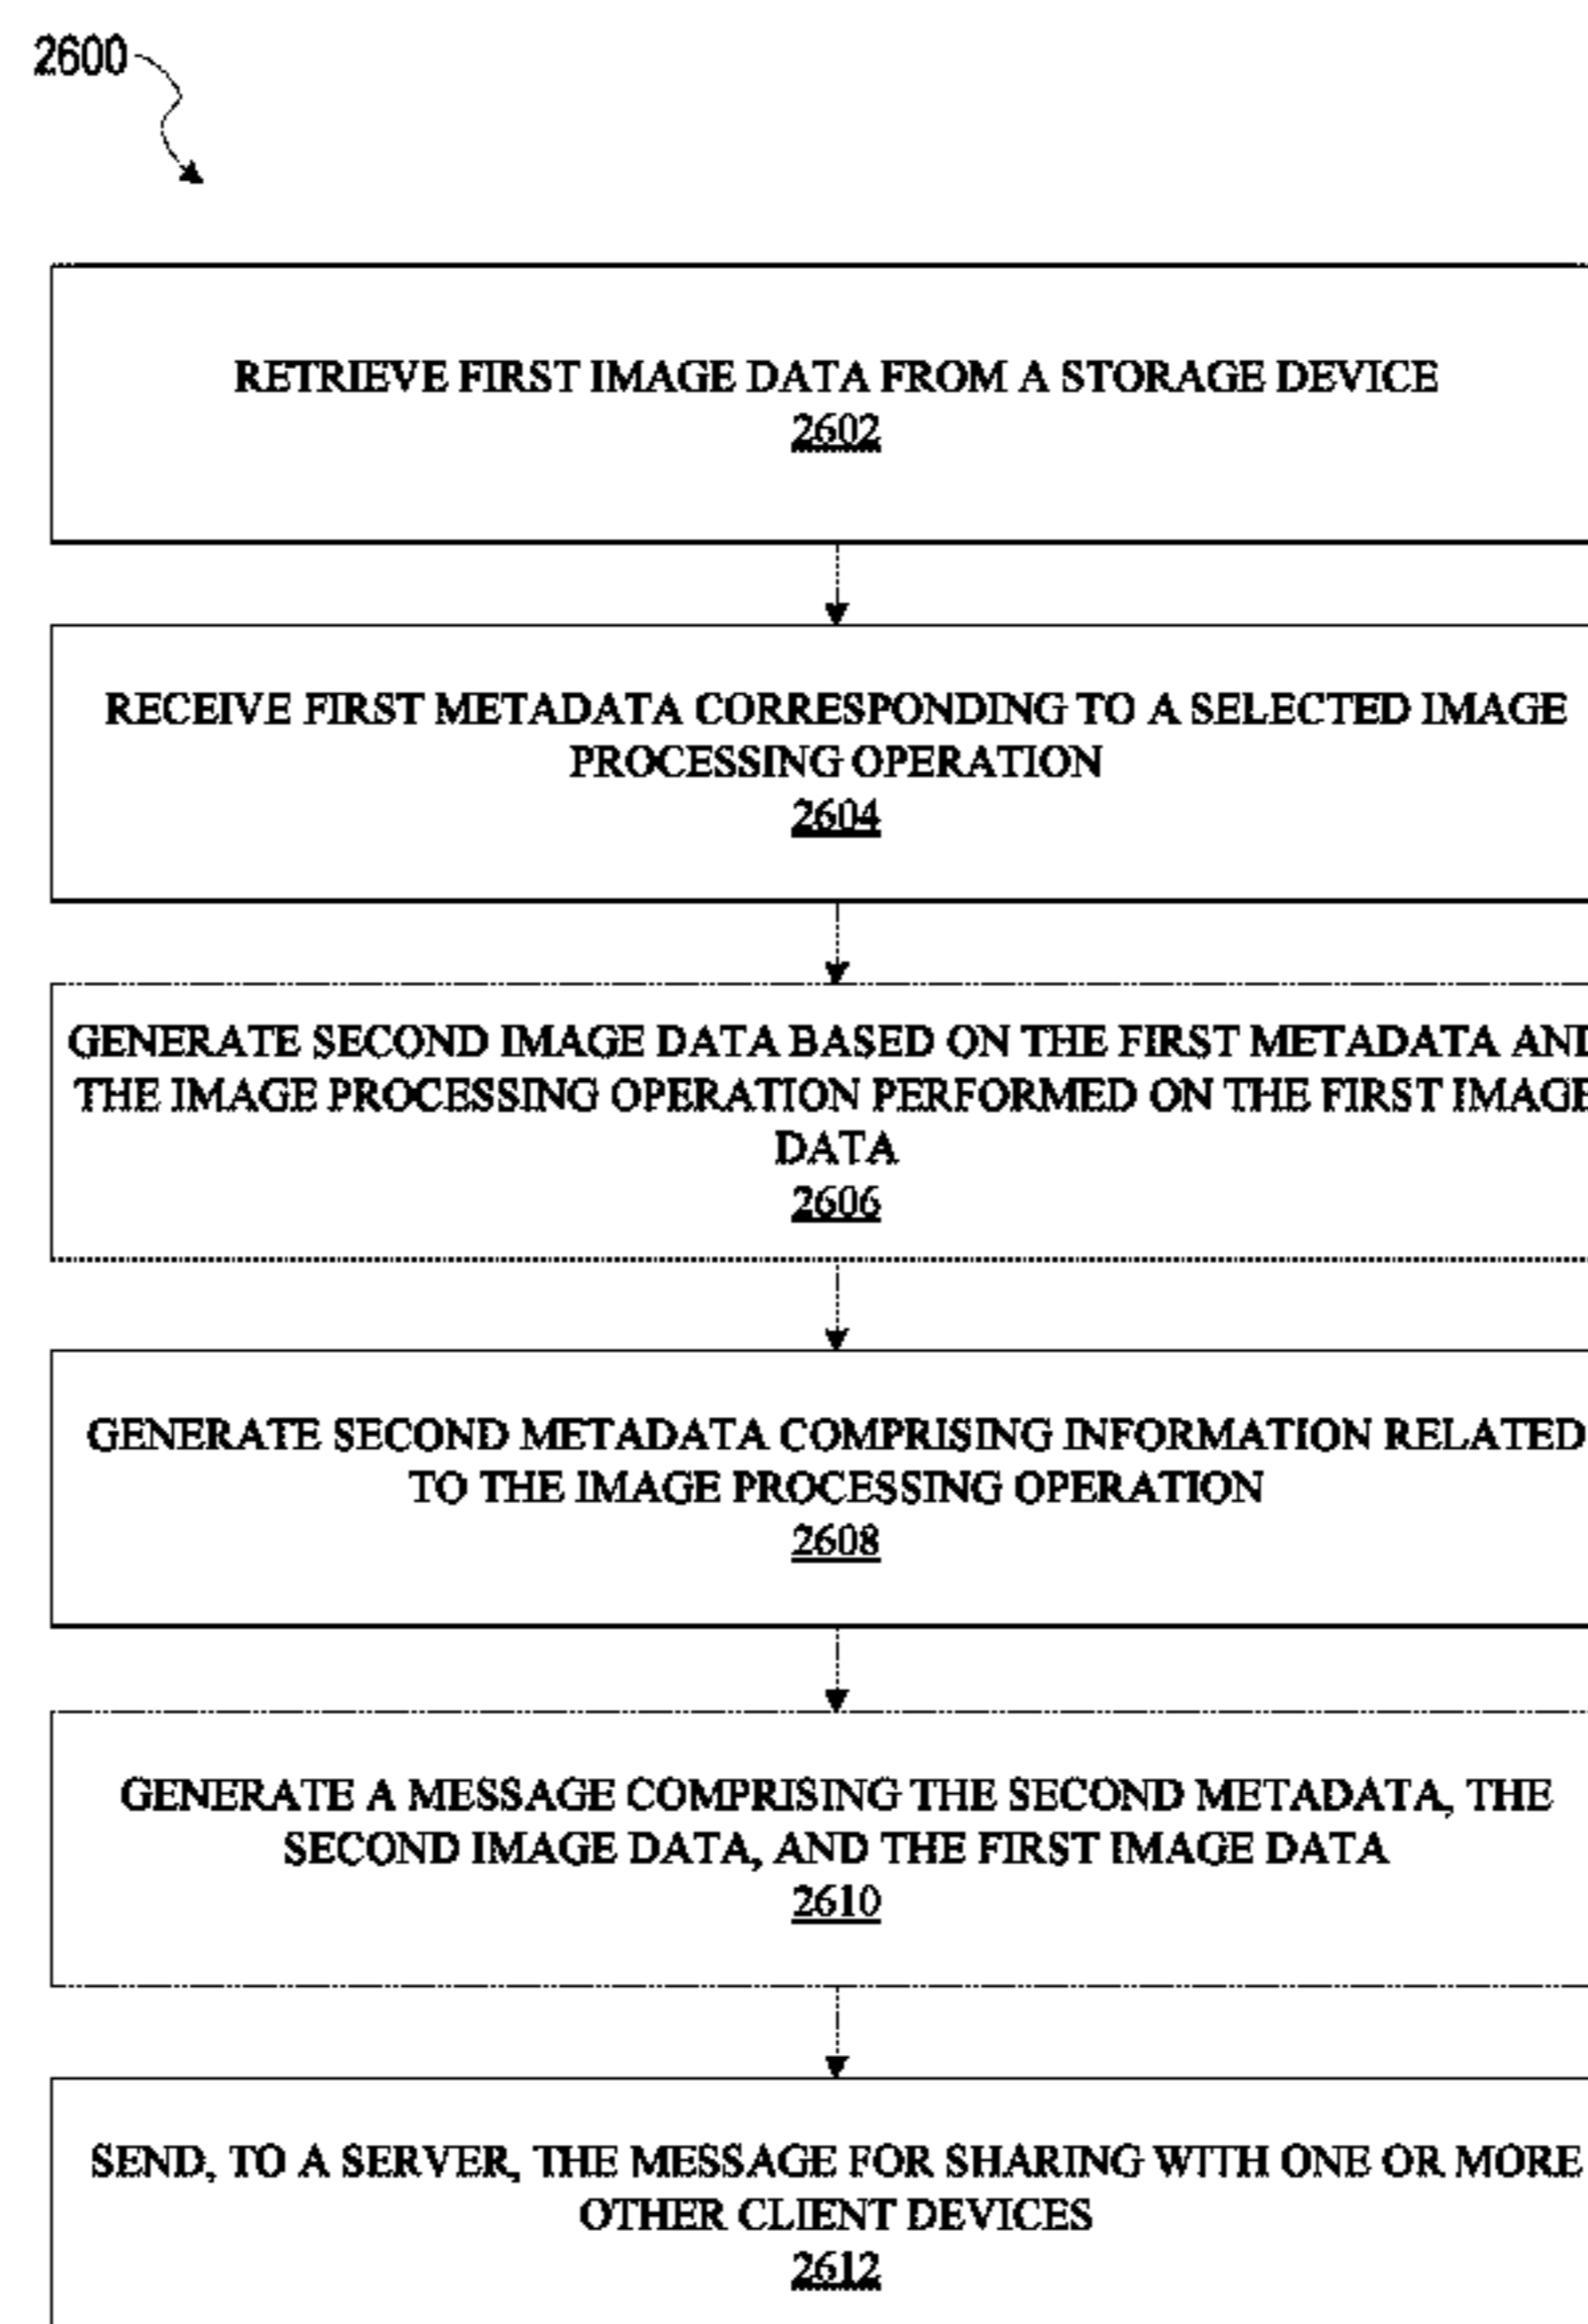 2600
RETRIEVE FIRST IMAGE DATA FROM A STORAGE DEVICE
2602
RECEIVE FIRST METADATA CORRESPONDING TO A SELECTED IMAGE
PROCESSING OPERATION
2604
GENERATE SECOND IMAGE DATA BASED ON THE FIRST METADATA AND
THE IMAGE PROCESSING OPERATION PERFORMED ON THE FIRST IMAGE
DATA
2606
GENERATE SECOND METADATA COMPRISING INFORMATION RELATED
TO THE IMAGE PROCESSING OPERATION
2608
GENERATE A MESSAGE COMPRISING THE SECOND METADATA, THE
SECOND IMAGE DATA, AND THE FIRST IMAGE DATA
2610
SEND, TO A SERVER, THE MESSAGE FOR SHARING WITH ONE OR MORE
OTHER CLIENT DEVICES
2612